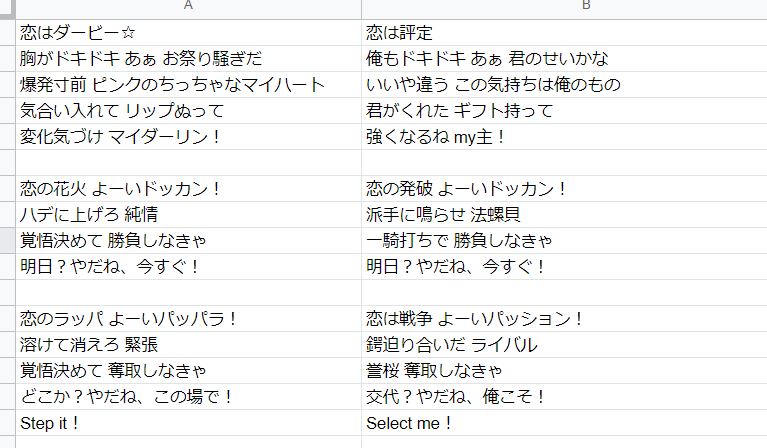 A
B
恋はダービー☆
恋は評定
胸がドキドキ あぁ お祭り騒ぎだ
俺もドキドキ あぁ 君のせいかな
爆発寸前 ピンクのちっちゃなマイハート
いいや違う この気持ちは俺のもの
気合い入れて リップぬって
君がくれた ギフト持って
変化気づけ マイダーリン！
強くなるね my主！
恋の花火 よーいドッカン！
恋の発破 よーいドッカン！
ハデに上げろ 純情
派手に鳴らせ 法螺貝
覚悟決めて 勝負しなきゃ
一騎打ちで 勝負しなきゃ
明日？やだね、今すぐ！
明日？やだね、今すぐ！
恋のラッパ よーいパッパラ！
恋は戦争 よーいパッション！
溶けて消えろ 緊張
鍔迫り合いだ ライバル
覚悟決めて 奪取しなきゃ
誉桜 奪取しなきゃ
どこか？やだね、この場で！
交代？やだね、俺こそ！
Step it！
Select me！